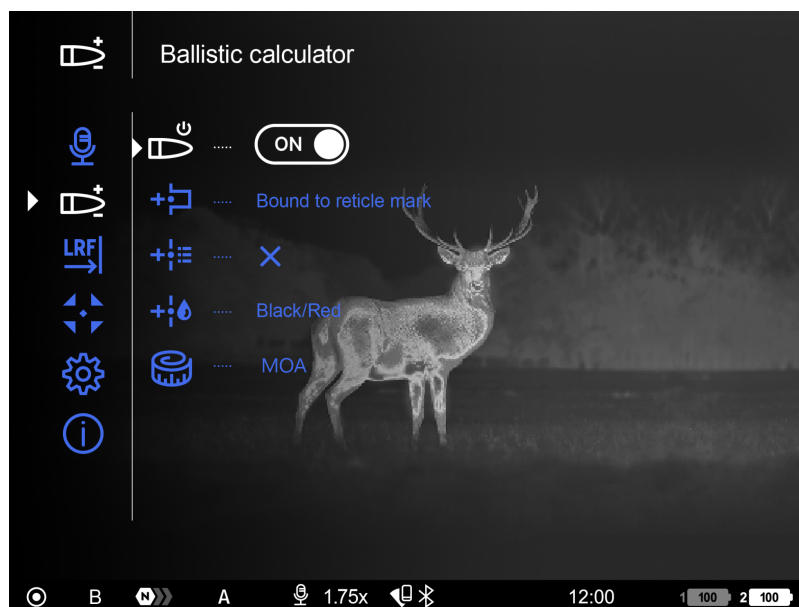 Ballistic calculator
ON
Bound to reticle mark
LRF
Black/Red
MOA
B N A 1.75x 12:00 1 100 2 100